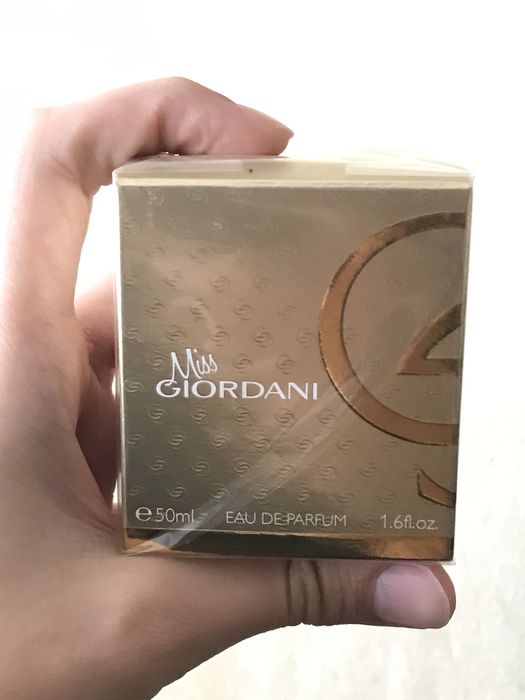 Miss
GIORDANI
℮50ml EAU DE PARFUM 1.6fl.oz.